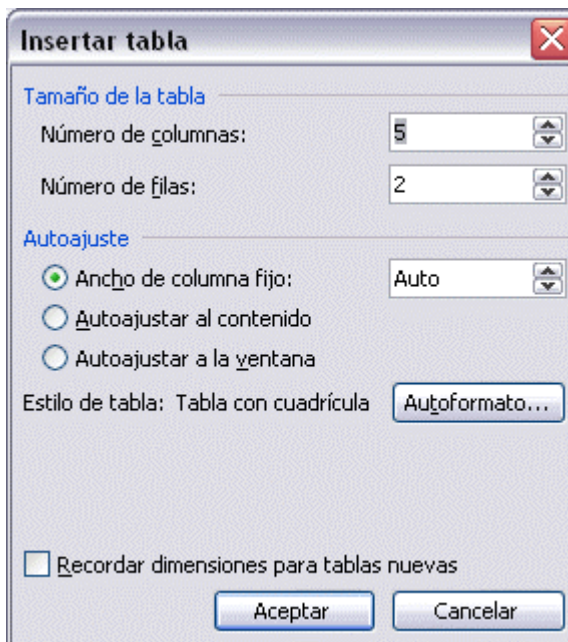 Insertar tabla
Tamaño de la tabla
Número de columnas: 5
Número de filas: 2
Autoajuste
Ancho de columna fijo: Auto
Autoajustar al contenido
Autoajustar a la ventana
Estilo de tabla: Tabla con cuadrícula Autoformato...
Recordar dimensiones para tablas nuevas
Aceptar Cancelar